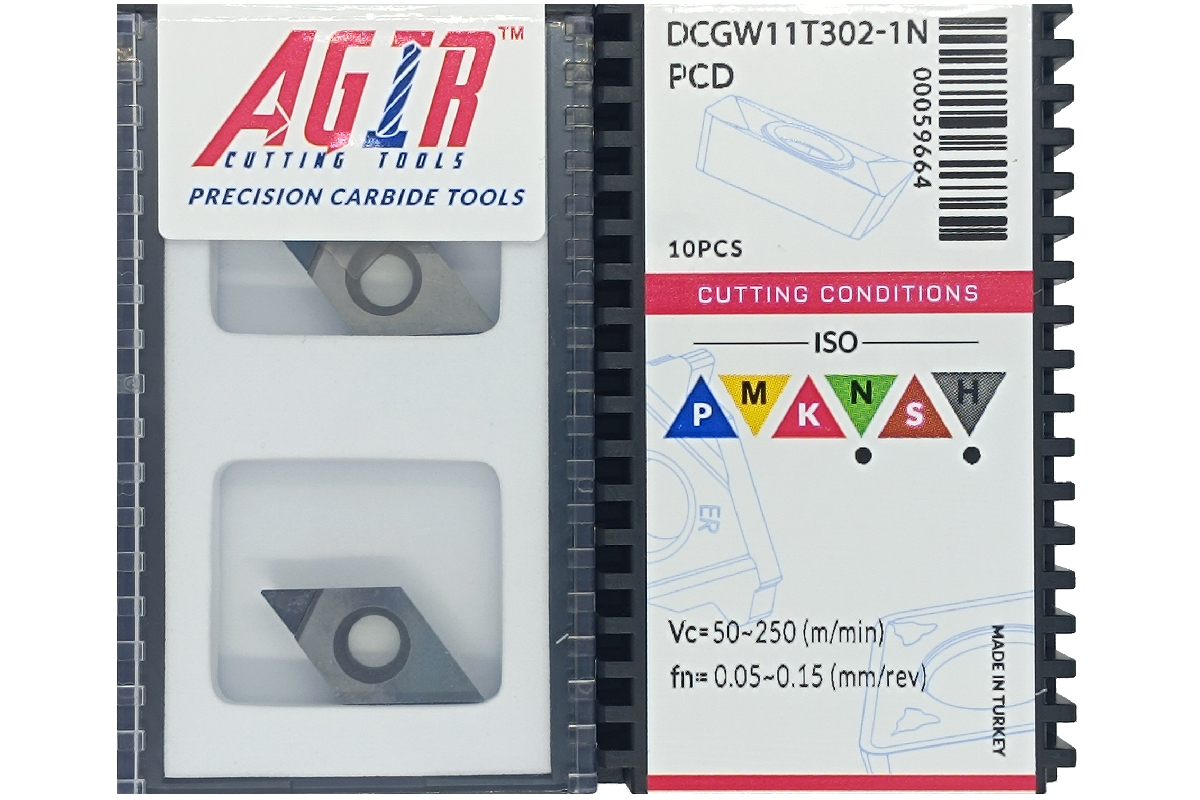 AGIR™
CUTTING TOOLS
PRECISION CARBIDE TOOLS
DCGW11T302-1N
PCD
00059664
10PCS
CUTTING CONDITIONS
ISO
P M K N S H
ER
Vc= 50~250 (m/min)
fn= 0.05~0.15 (mm/rev)
MADE IN TURKEY